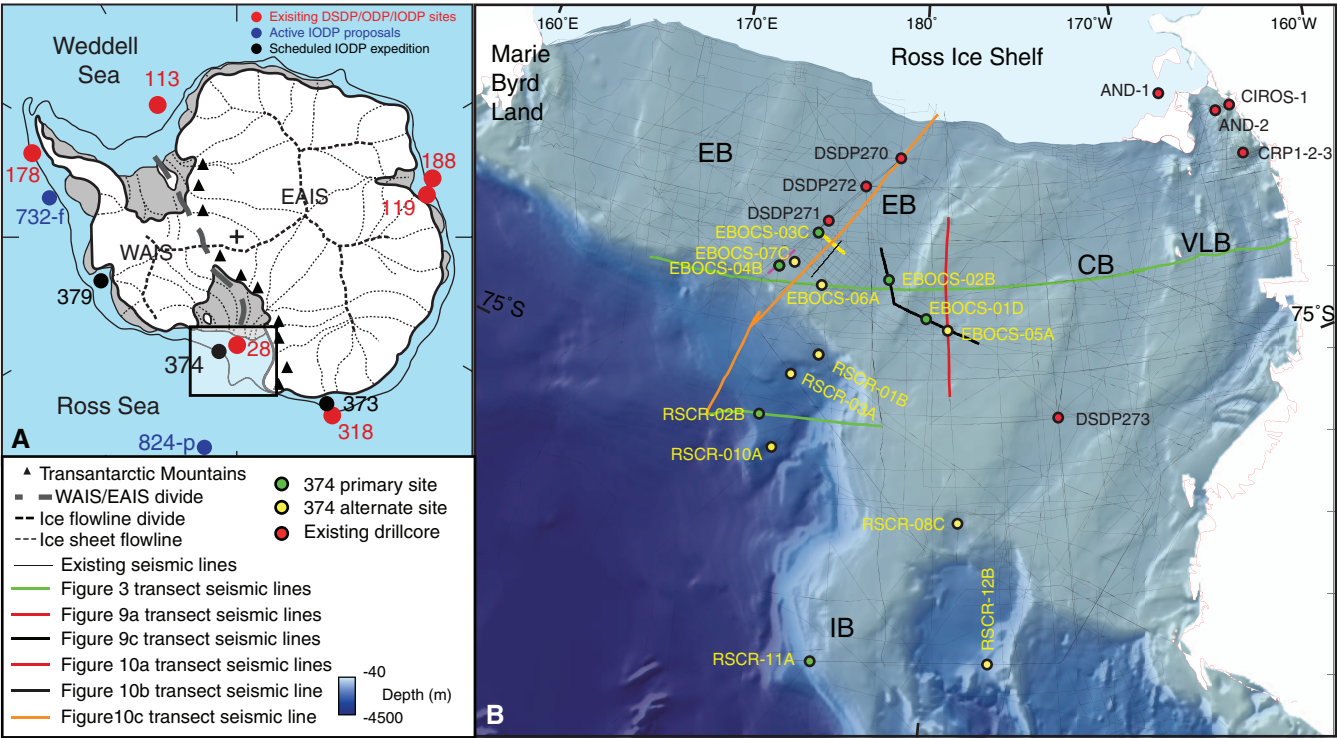 Exisiting DSDP/ODP/IODP sites
Active IODP proposals
Scheduled IODP expedition
Weddell
Sea
113
178
732-f
188
119
EAIS
WAIS
379
374
28
373
318
Ross Sea
824-p
A
Transantarctic Mountains
WAIS/EAIS divide
Ice flowline divide
Ice sheet flowline
Existing seismic lines
Figure 3 transect seismic lines
Figure 9a transect seismic lines
Figure 9c transect seismic lines
Figure 10a transect seismic lines
Figure 10b transect seismic line
Figure10c transect seismic line
374 primary site
374 alternate site
Existing drillcore
-40
Depth (m)
-4500
160°E
170°E
180°
170°W
160°W
Marie
Byrd
Land
Ross Ice Shelf
AND-1
CIROS-1
AND-2
CRP1-2-3
EB
DSDP270
DSDP272
EB
DSDP271
EBOCS-03C
EBOCS-07C
EBOCS-04B
EBOCS-06A
EBOCS-02B
EBOCS-01D
EBOCS-05A
CB
VLB
75°S
75°S
RSCR-01B
RSCR-03A
RSCR-02B
RSCR-010A
DSDP273
RSCR-08C
RSCR-12B
IB
RSCR-11A
B